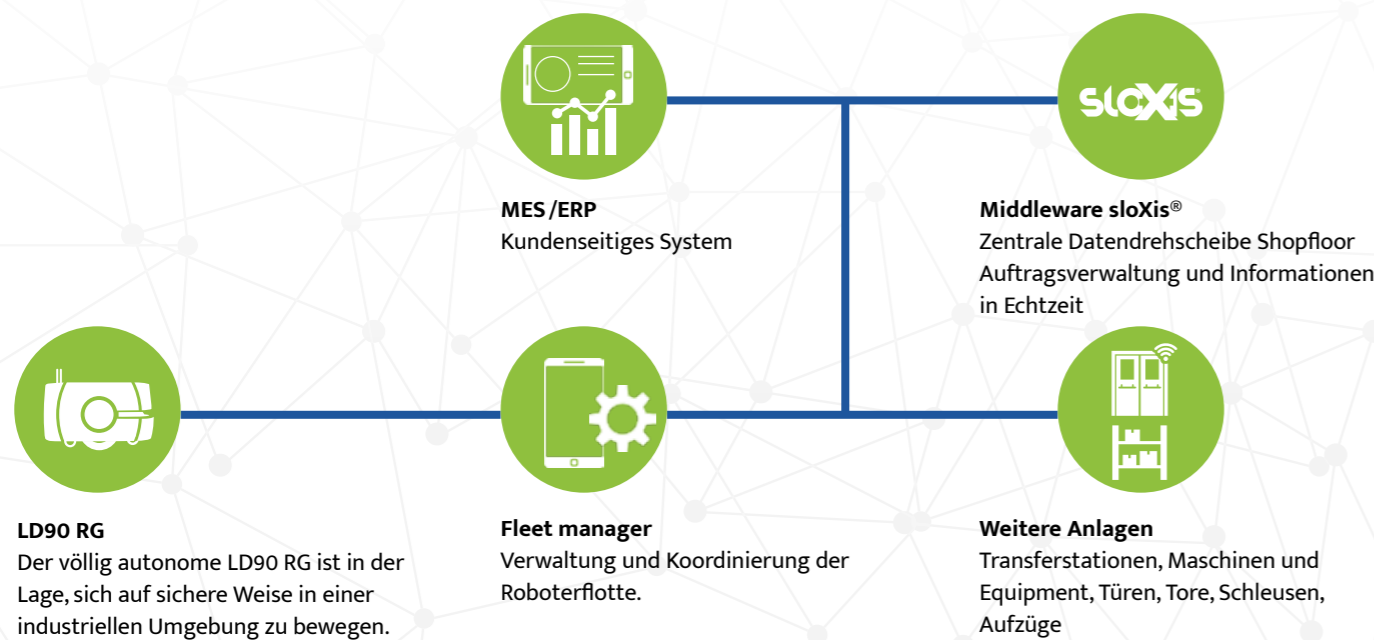 sloXis
MES/ERP
Kundenseitiges System
Middleware sloXis®
Zentrale Datendrehscheibe Shopfloor
Auftragsverwaltung und Informationen
in Echtzeit
LD90 RG
Der völlig autonome LD90 RG ist in der
Lage, sich auf sichere Weise in einer
industriellen Umgebung zu bewegen.
Fleet manager
Verwaltung und Koordinierung der
Roboterflotte.
Weitere Anlagen
Transferstationen, Maschinen und
Equipment, Türen, Tore, Schleusen,
Aufzüge